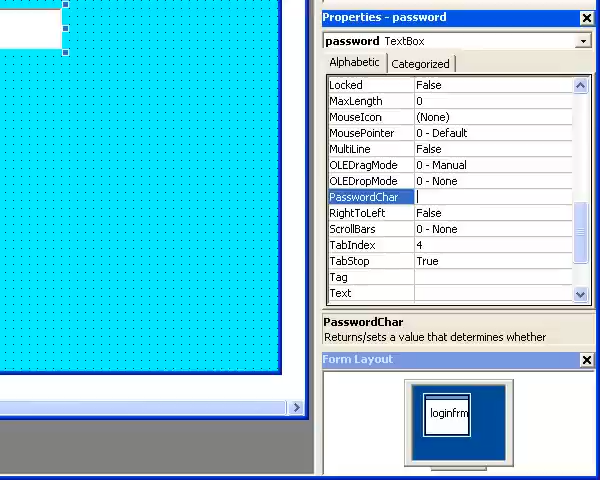 Properties - password
password TextBox
Alphabetic Categorized
Locked False
MaxLength 0
MouseIcon (None)
MousePointer 0 - Default
MultiLine False
OLEDragMode 0 - Manual
OLEDropMode 0 - None
PasswordChar
RightToLeft False
ScrollBars 0 - None
TabIndex 4
TabStop True
Tag
Text
PasswordChar
Returns/sets a value that determines whether
Form Layout
loginfrm